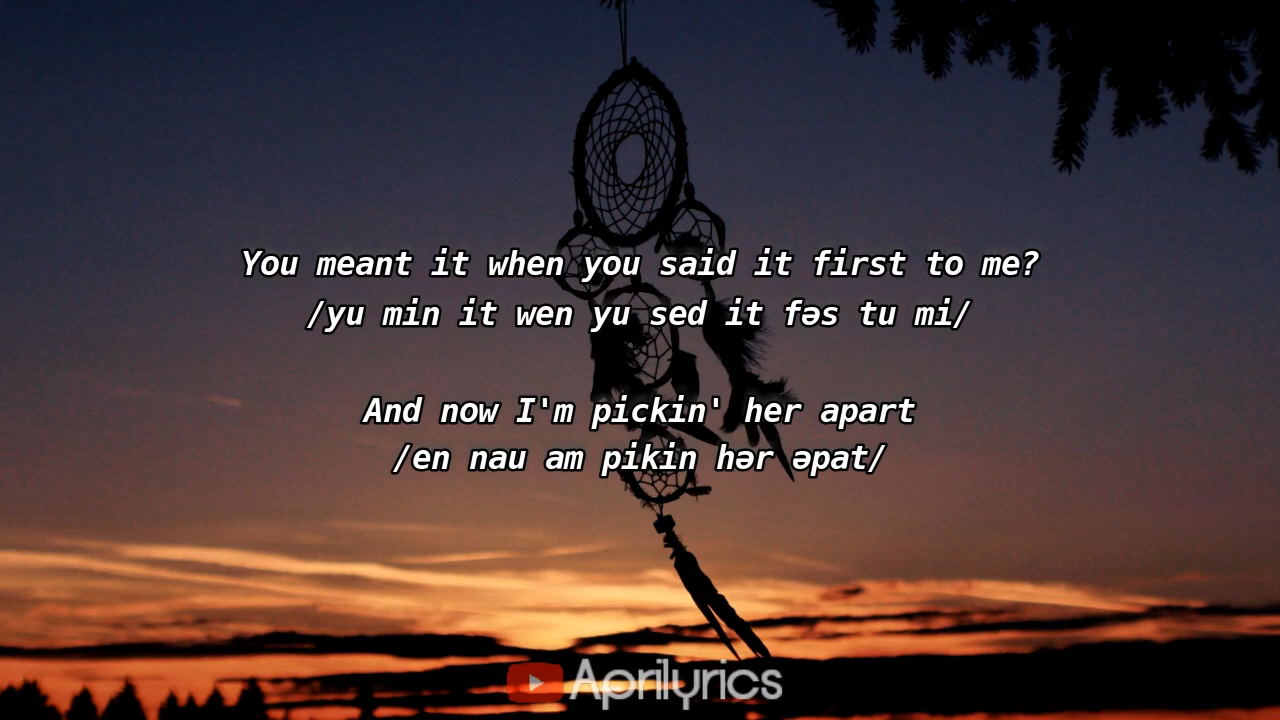 You meant it when you said it first to me?
/yu min it wen yu sed it fəs tu mi/
And now I'm pickin' her apart
/en nau am pikin hər əpat/
Aprilyrics